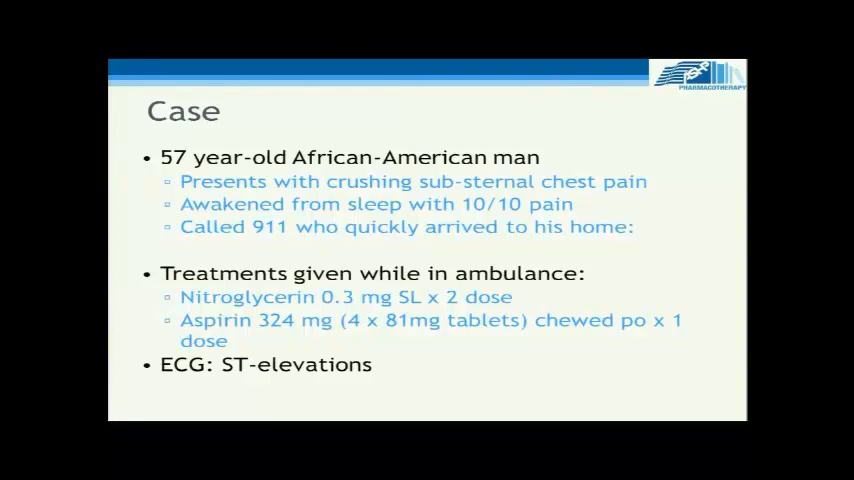 PHARMACOTHERAPY
Case
• 57 year-old African-American man
▫ Presents with crushing sub-sternal chest pain
▫ Awakened from sleep with 10/10 pain
▫ Called 911 who quickly arrived to his home:
• Treatments given while in ambulance:
▫ Nitroglycerin 0.3 mg SL x 2 dose
▫ Aspirin 324 mg (4 x 81mg tablets) chewed po x 1
dose
• ECG: ST-elevations